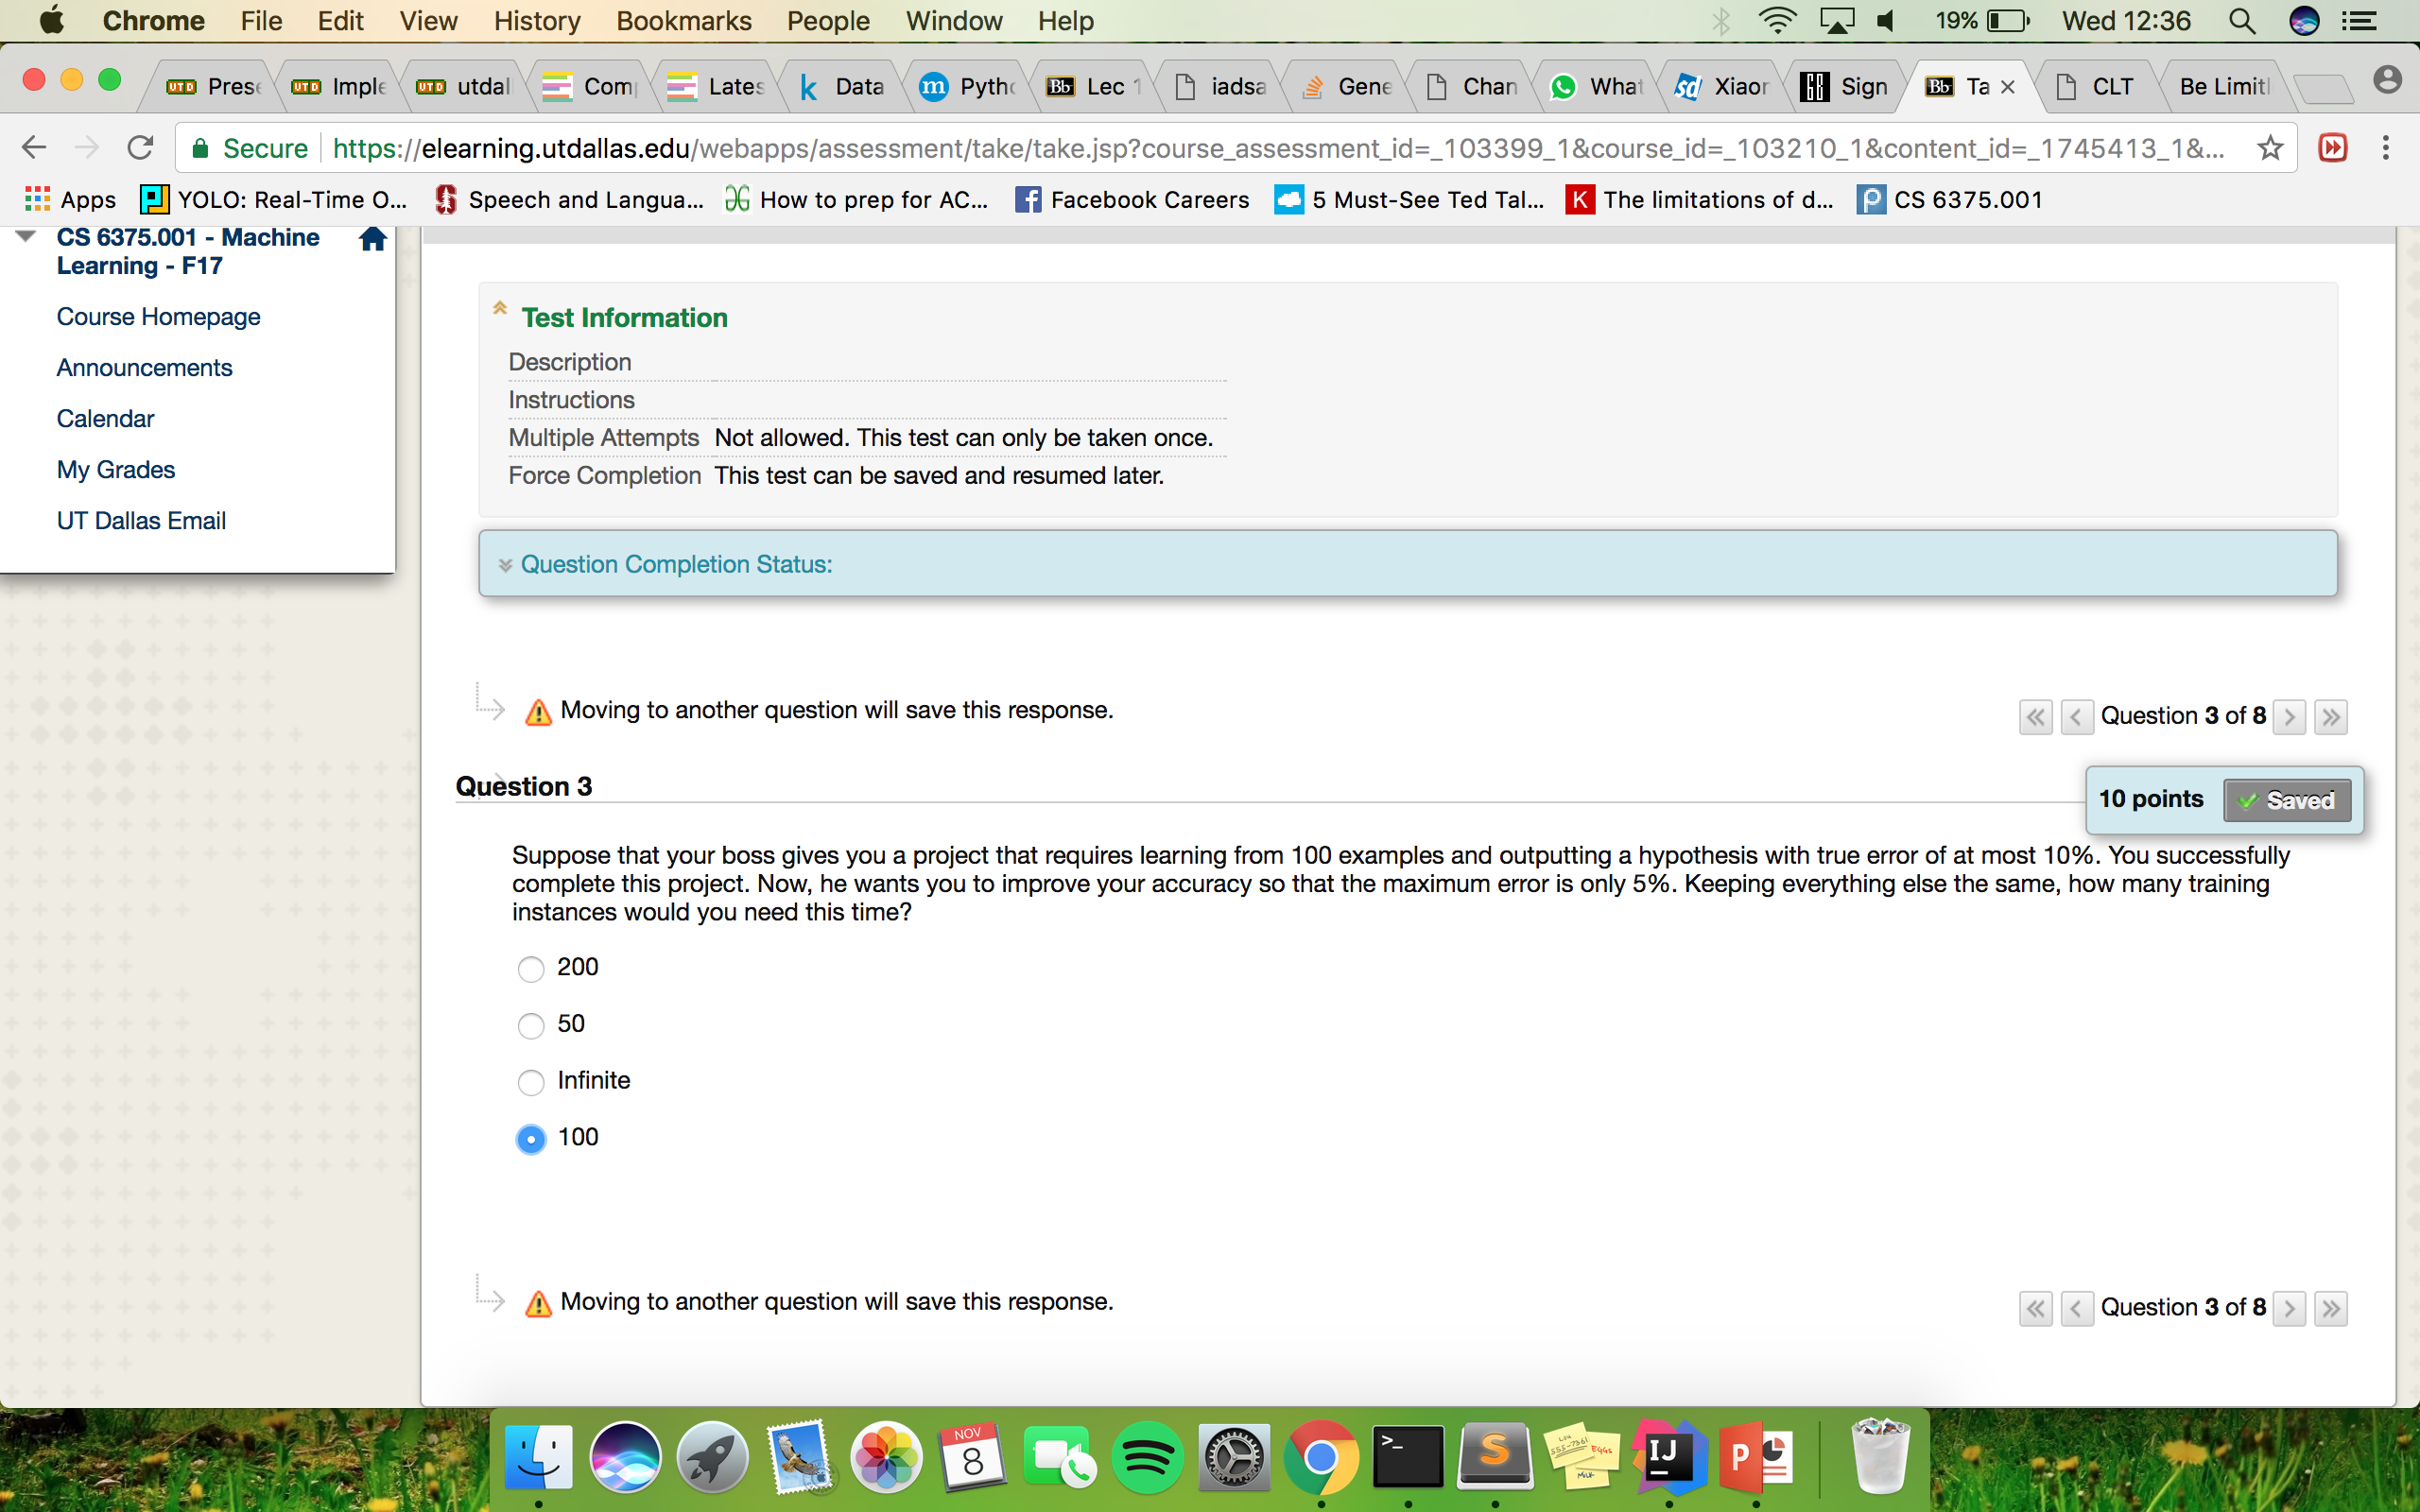 Chrome File Edit View History Bookmarks People Window Help 19% Wed 12:36
UTD Prese UTD Imple UTD utdal Com Lates k Data m Pytho Bb Lec 1 iadsa Gene Chan What sd Xiaor Sign Bb Ta CLT Be Limitl
Secure https://elearning.utdallas.edu/webapps/assessment/take/take.jsp?course_assessment_id=_103399_1&course_id=_103210_1&content_id=_1745413_1&...
Apps YOLO: Real-Time O... Speech and Langua... How to prep for AC... Facebook Careers 5 Must-See Ted Tal... K The limitations of d... CS 6375.001
CS 6375.001 - Machine
Learning - F17
Course Homepage
Announcements
Calendar
My Grades
UT Dallas Email
Test Information
Description
Instructions
Multiple Attempts Not allowed. This test can only be taken once.
Force Completion This test can be saved and resumed later.
Question Completion Status:
Moving to another question will save this response.
Question 3 of 8
Question 3
10 points Saved
Suppose that your boss gives you a project that requires learning from 100 examples and outputting a hypothesis with true error of at most 10%. You successfully
complete this project. Now, he wants you to improve your accuracy so that the maximum error is only 5%. Keeping everything else the same, how many training
instances would you need this time?
200
50
Infinite
100
Moving to another question will save this response.
Question 3 of 8
NOV
8
>_
S
IJ
P